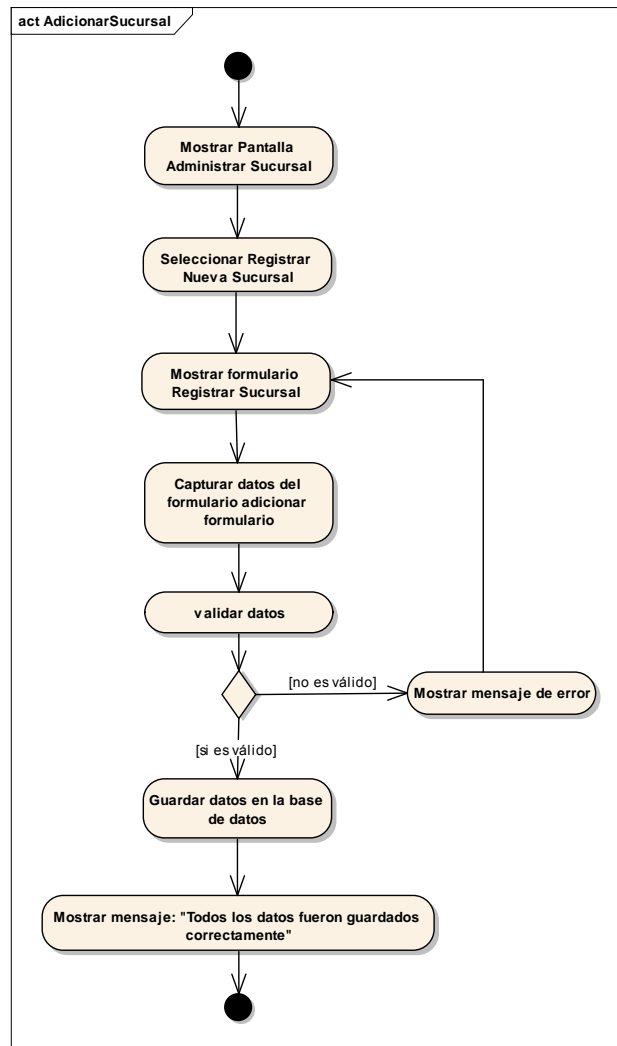 act AdicionarSucursal
Mostrar Pantalla
Administrar Sucursal
Seleccionar Registrar
Nueva Sucursal
Mostrar formulario
Registrar Sucursal
Capturar datos del
formulario adicionar
formulario
validar datos
[no es válido]
Mostrar mensaje de error
[si es válido]
Guardar datos en la base
de datos
Mostrar mensaje: "Todos los datos fueron guardados
correctamente"